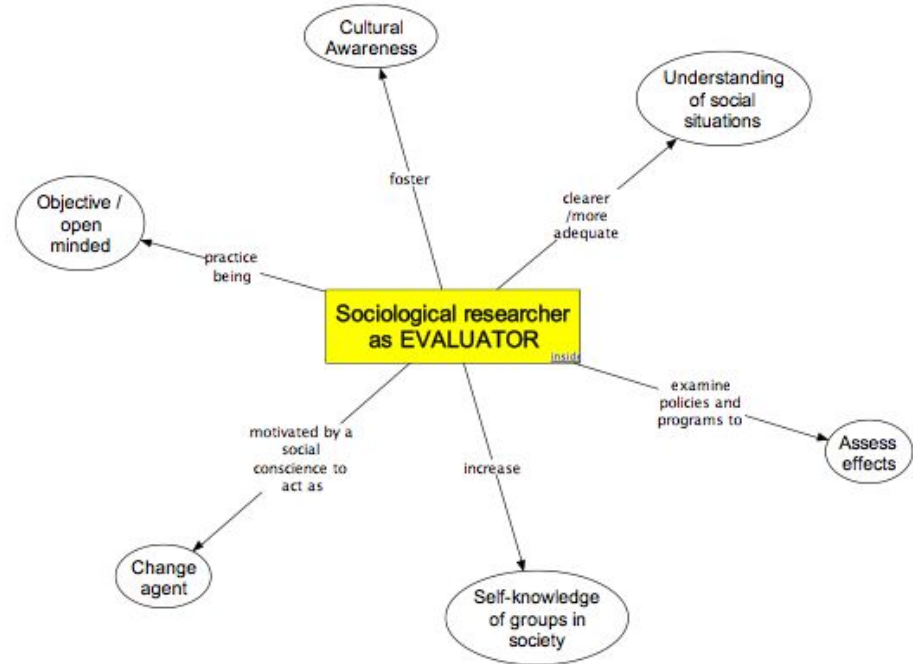 Cultural
Awareness
Understanding
of social
situations
foster
clearer
/more
adequate
Objective /
open
minded
practice
being
Sociological researcher
as EVALUATOR
inside
examine
policies and
programs to
Assess
effects
motivated by a
social
conscience to
act as
increase
Change
agent
Self-knowledge
of groups in
society